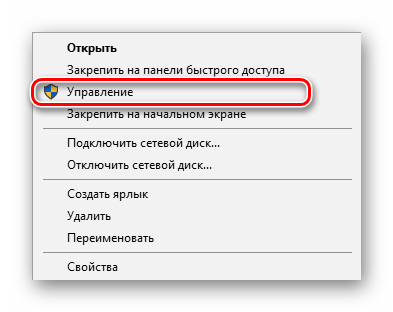 Открыть
Закрепить на панели быстрого доступа
Управление
Закрепить на начальном экране
Подключить сетевой диск...
Отключить сетевой диск...
Создать ярлык
Удалить
Переименовать
Свойства